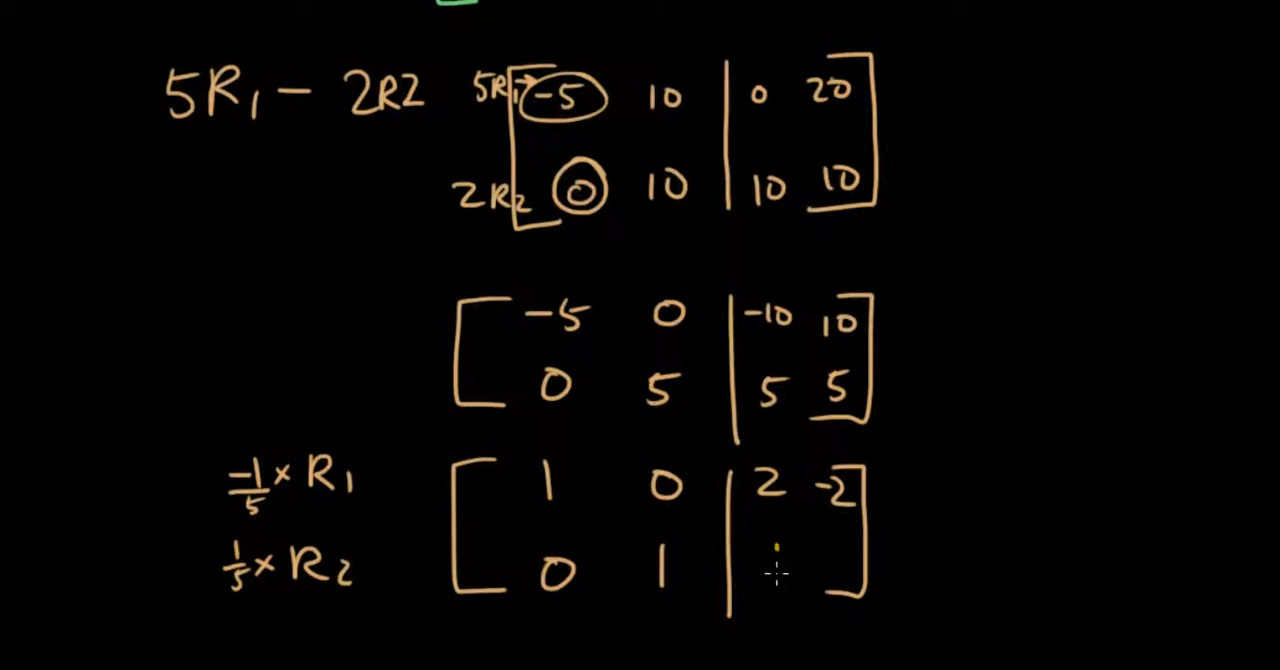 5R₁ - 2R2 5R₁→ [ -5 10 | 0 20 ]
2R₂ [ 0 10 | 10 10 ]
[ -5 0 | -10 10 ]
[ 0 5 | 5 5 ]
-1/5 × R₁ [ 1 0 | 2 -2 ]
1/5 × R₂ [ 0 1 | ]